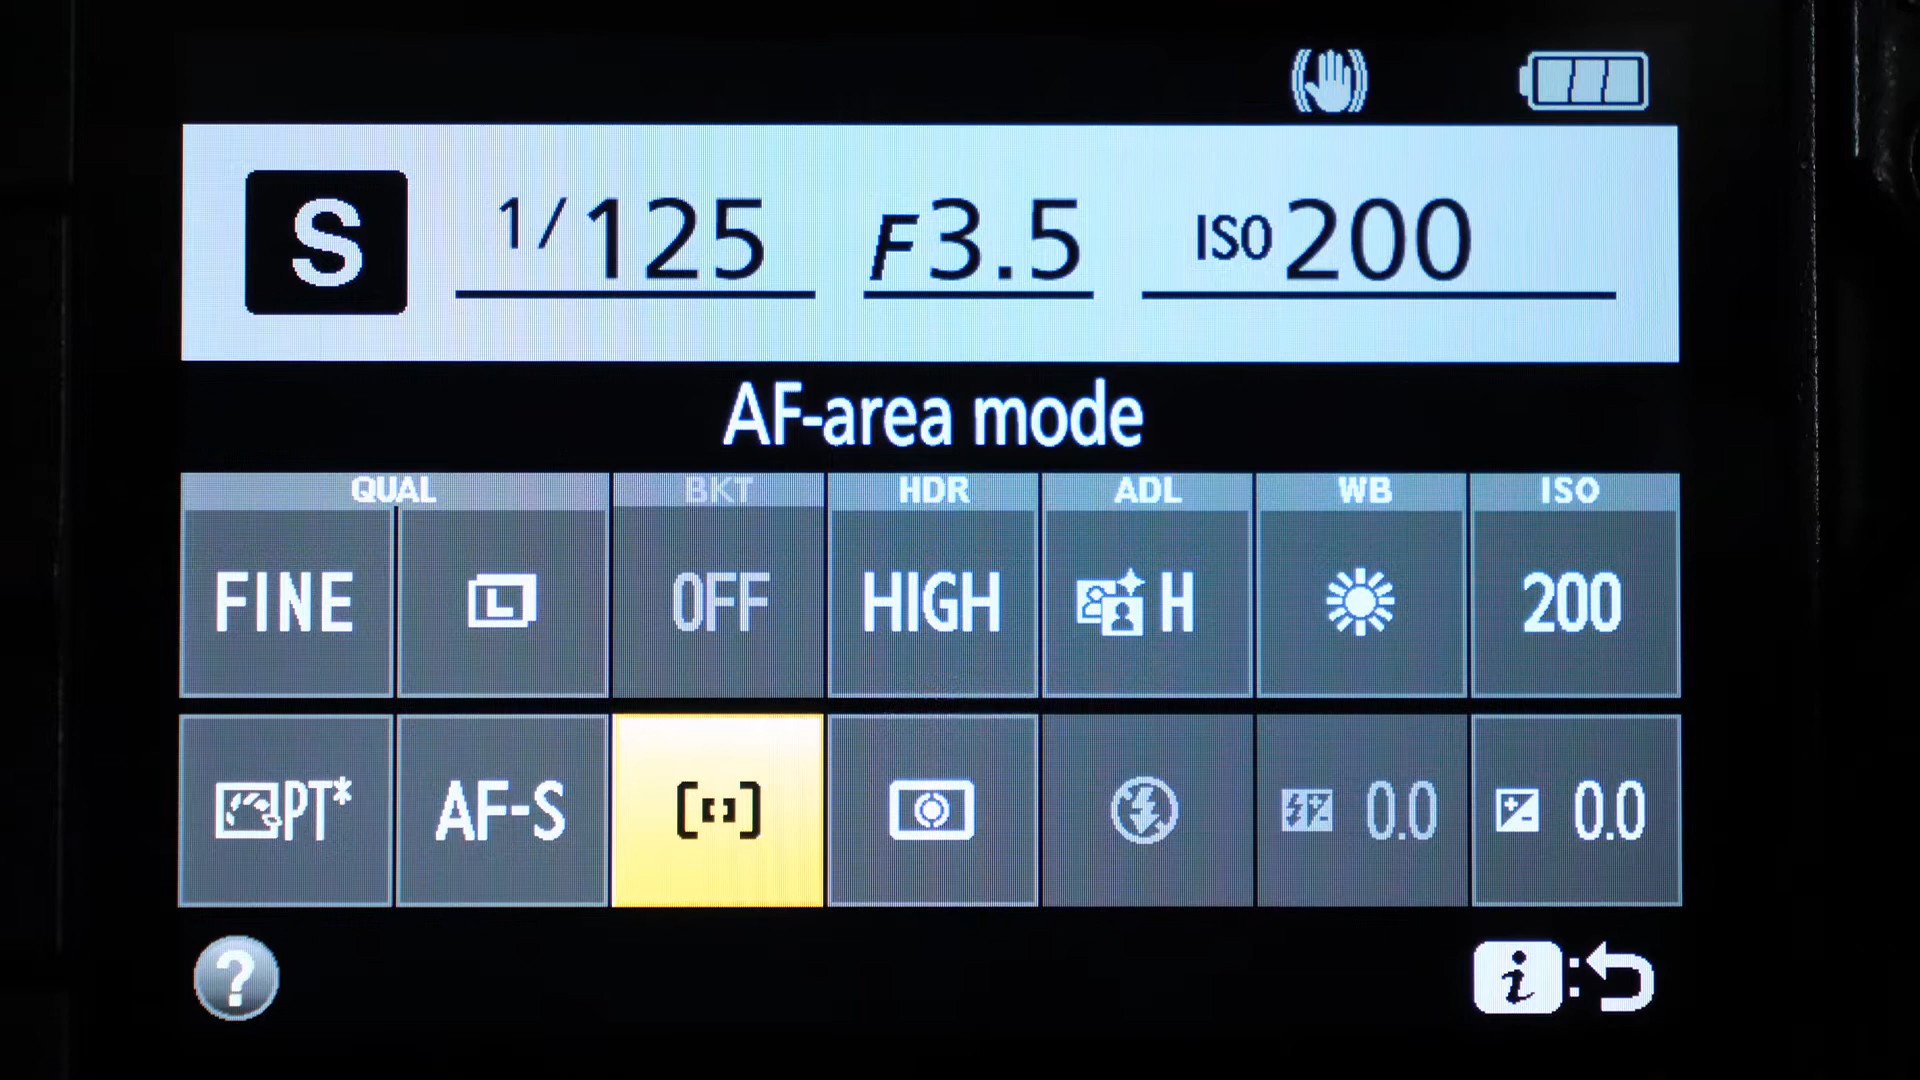 S 1/125 F3.5 ISO 200
AF-area mode
QUAL BKT HDR ADL WB ISO
FINE L OFF HIGH H 200
PT* AF-S [ ] 0.0 0.0
? i: